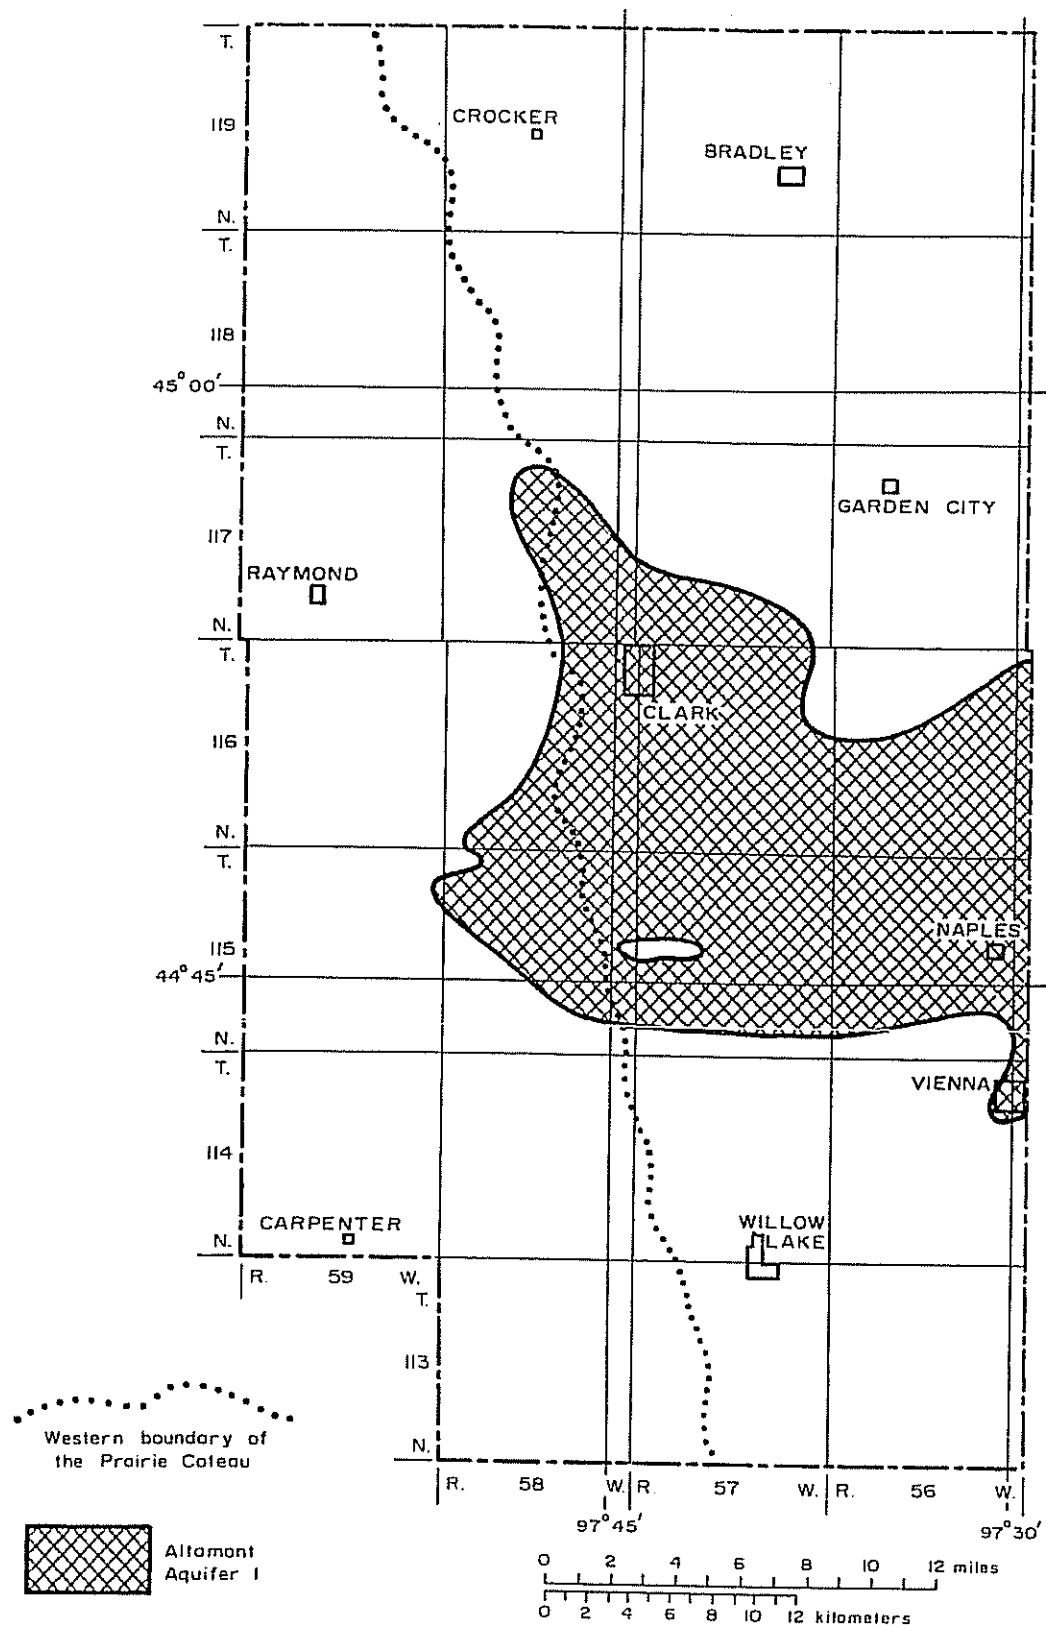 T.
119
CROCKER
BRADLEY
N.
T.
118
45°00'
N.
T.
GARDEN CITY
117
RAYMOND
N.
T.
CLARK
116
N.
T.
NAPLES
115
44°45'
N.
T.
VIENNA
114
CARPENTER
WILLOW
LAKE
N.
R. 59 W.
T.
113
N.
R. 58 W. R. 57 W. R. 56 W.
97°45'
97°30'
Western boundary of
the Prairie Coteau
Altamont
Aquifer 1
0 2 4 6 8 10 12 miles
0 2 4 6 8 10 12 kilometers